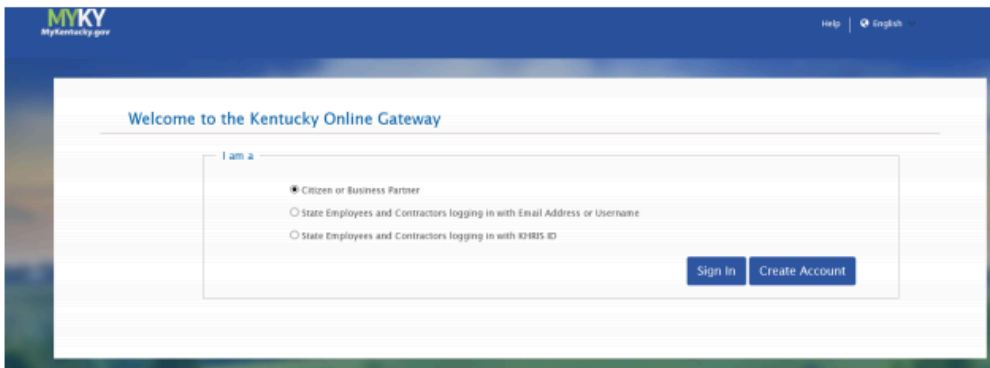 MYKY
MyKentucky.gov
Help
English
Welcome to the Kentucky Online Gateway
I am a
Citizen or Business Partner
State Employees and Contractors logging in with Email Address or Username
State Employees and Contractors logging in with KHRIS ID
Sign In
Create Account